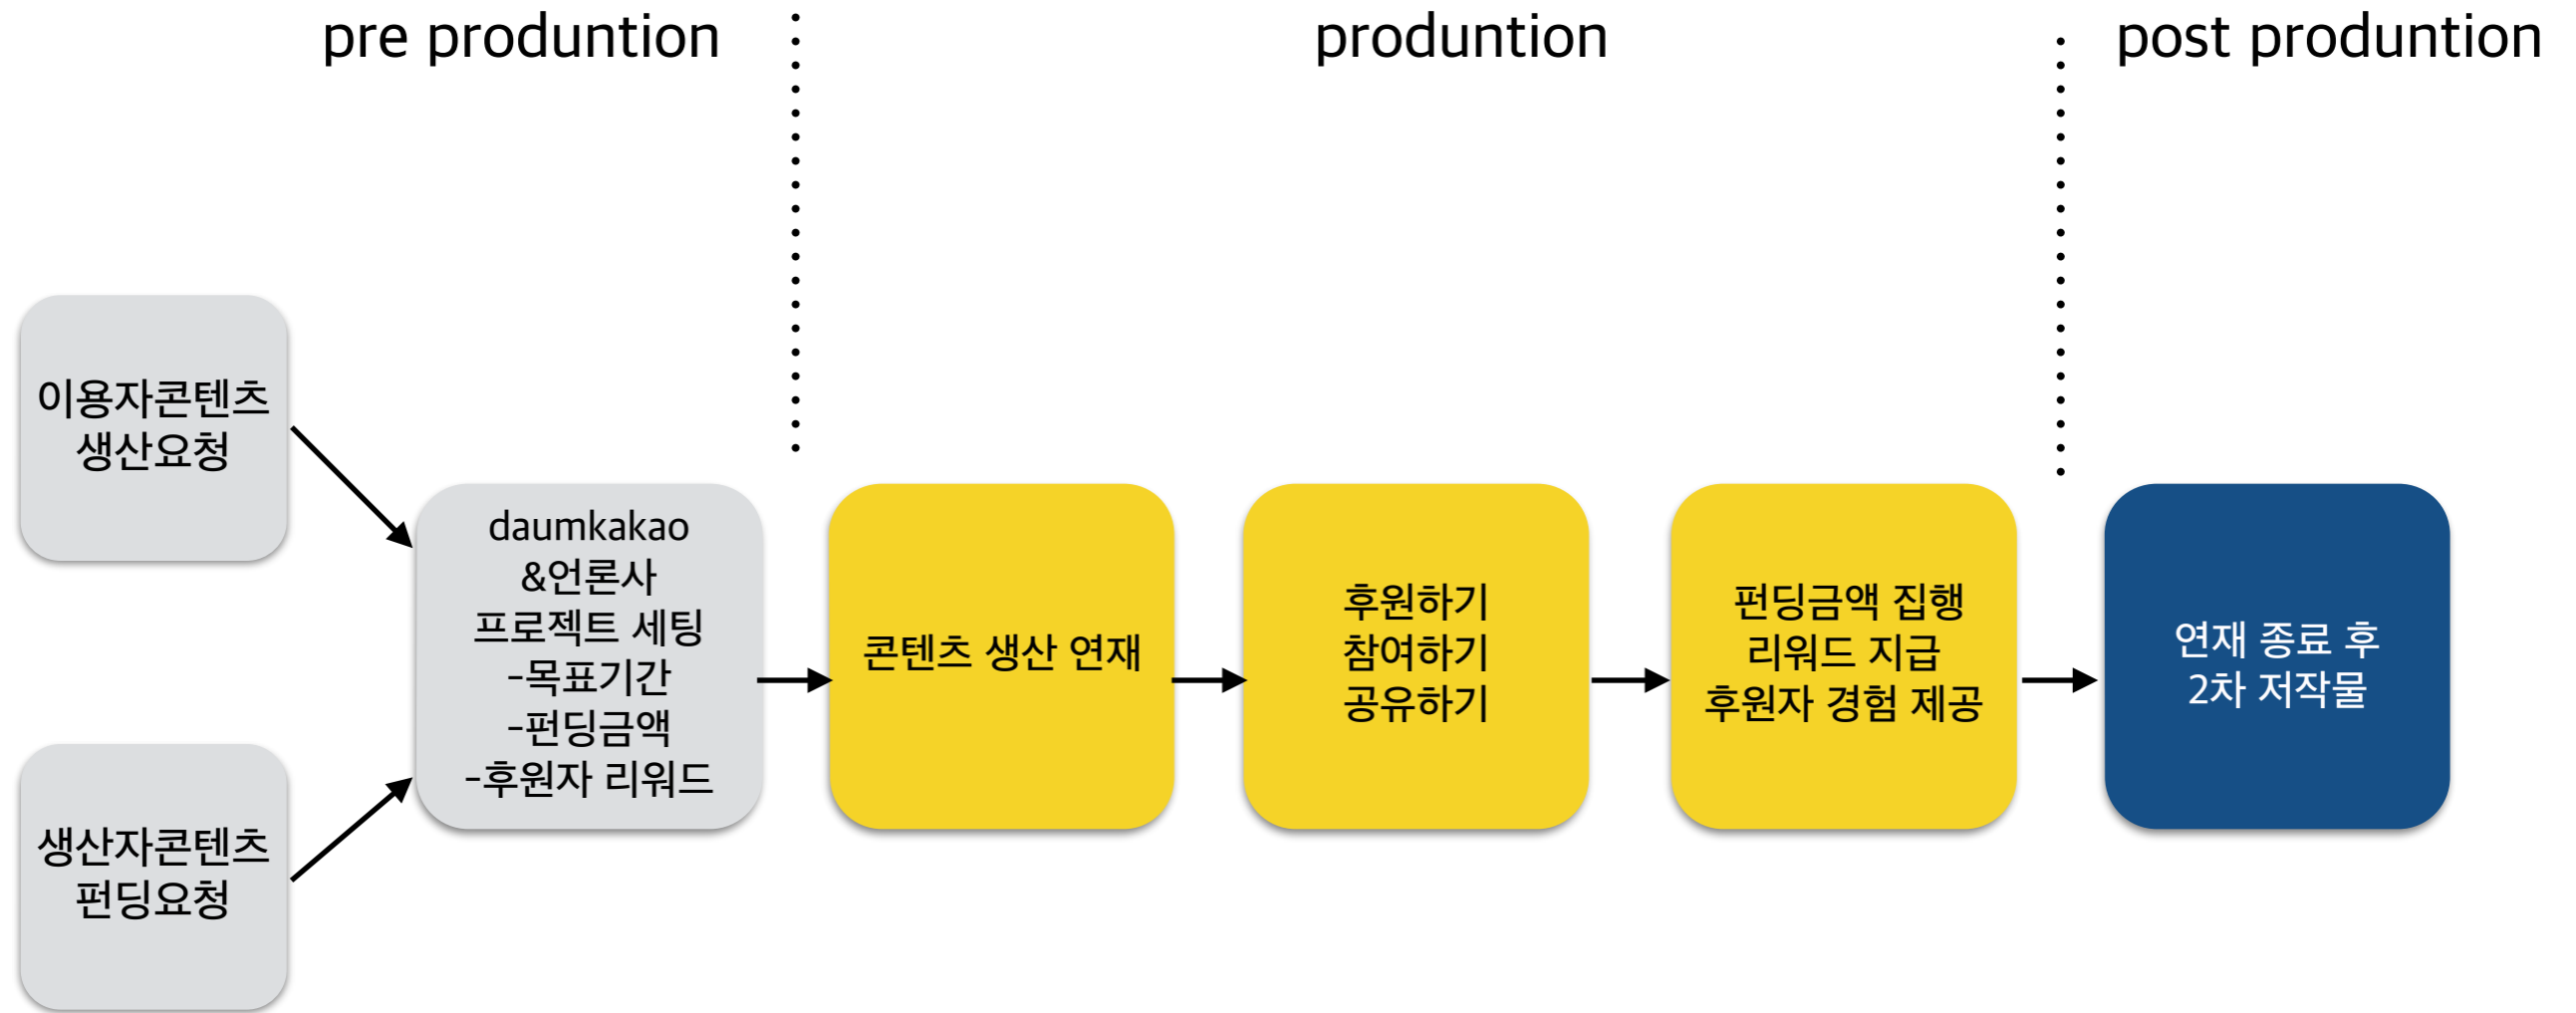 pre produntion
produntion
post produntion
이용자콘텐츠
생산요청
생산자콘텐츠
펀딩요청
daumkakao
&언론사
프로젝트 세팅
-목표기간
-펀딩금액
-후원자 리워드
콘텐츠 생산 연재
후원하기
참여하기
공유하기
펀딩금액 집행
리워드 지급
후원자 경험 제공
연재 종료 후
2차 저작물